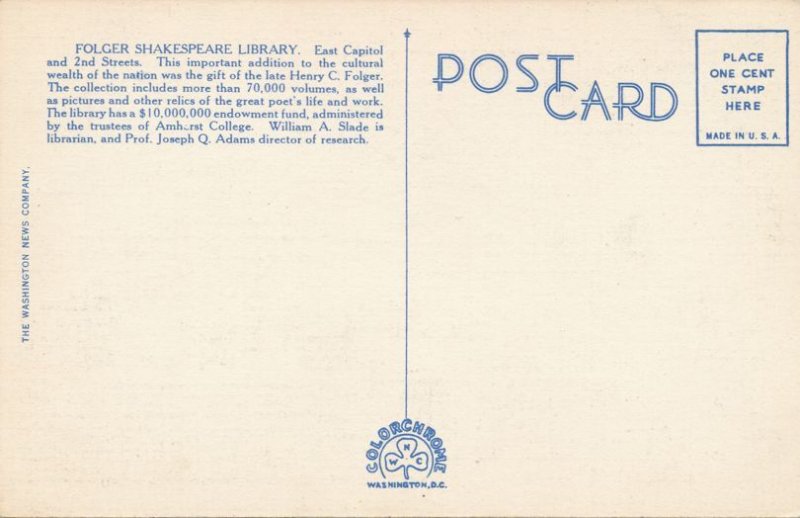 FOLGER SHAKESPEARE LIBRARY. East Capitol
and 2nd Streets. This important addition to the cultural
wealth of the nation was the gift of the late Henry C. Folger.
The collection includes more than 70,000 volumes, as well
as pictures and other relics of the great poet's life and work.
The library has a $10,000,000 endowment fund, administered
by the trustees of Amherst College. William A. Slade is
librarian, and Prof. Joseph Q. Adams director of research.
THE WASHINGTON NEWS COMPANY.
POST
CARD
PLACE
ONE CENT
STAMP
HERE
MADE IN U. S. A.
COLORCHROME
N
W C
WASHINGTON, D.C.